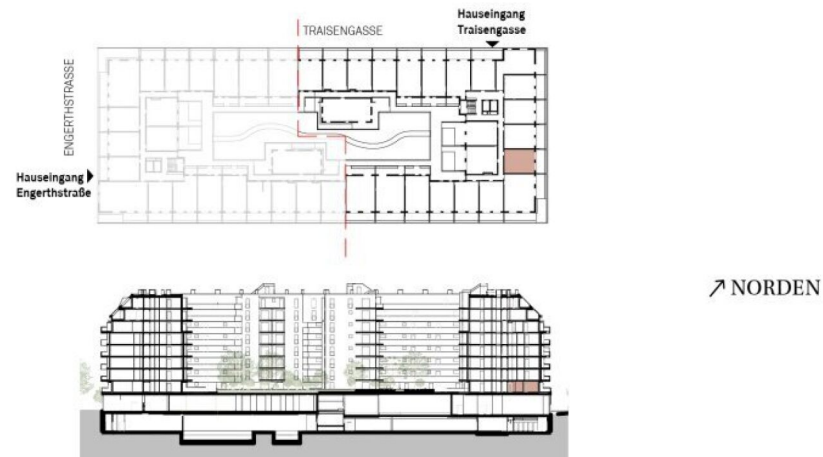 Hauseingang
Traisengasse
TRAISENGASSE
ENGERTHSTRASSE
Hauseingang
Engerthstraße
↗ NORDEN